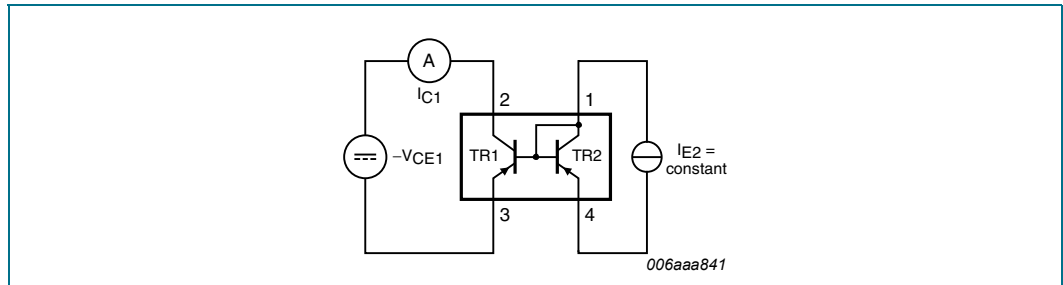 A
IC1
2
1
−VCE1
TR1
TR2
IE2 =
constant
3
4
006aaa841